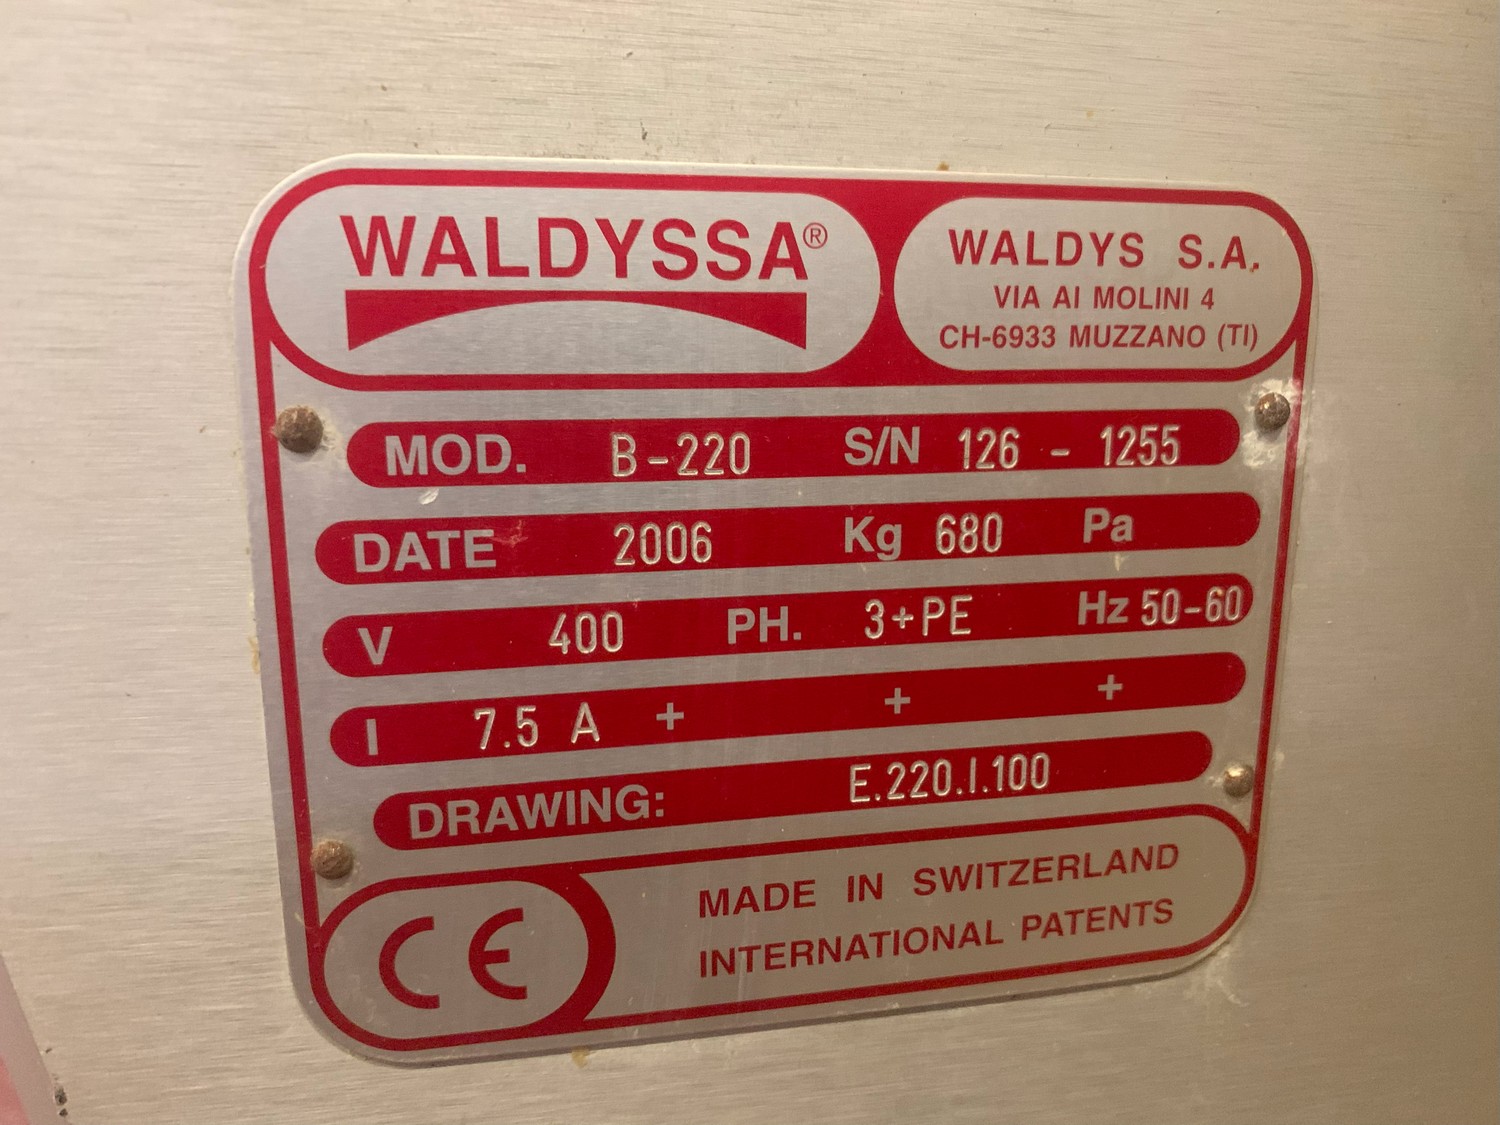 WALDYSSA®
WALDYS S.A.
VIA AI MOLINI 4
CH-6933 MUZZANO (TI)
MOD. B-220 S/N 126 - 1255
DATE 2006 Kg 680 Pa
V 400 PH. 3+PE Hz 50-60
I 7.5 A + + +
DRAWING: E.220.I.100
CE
MADE IN SWITZERLAND
INTERNATIONAL PATENTS